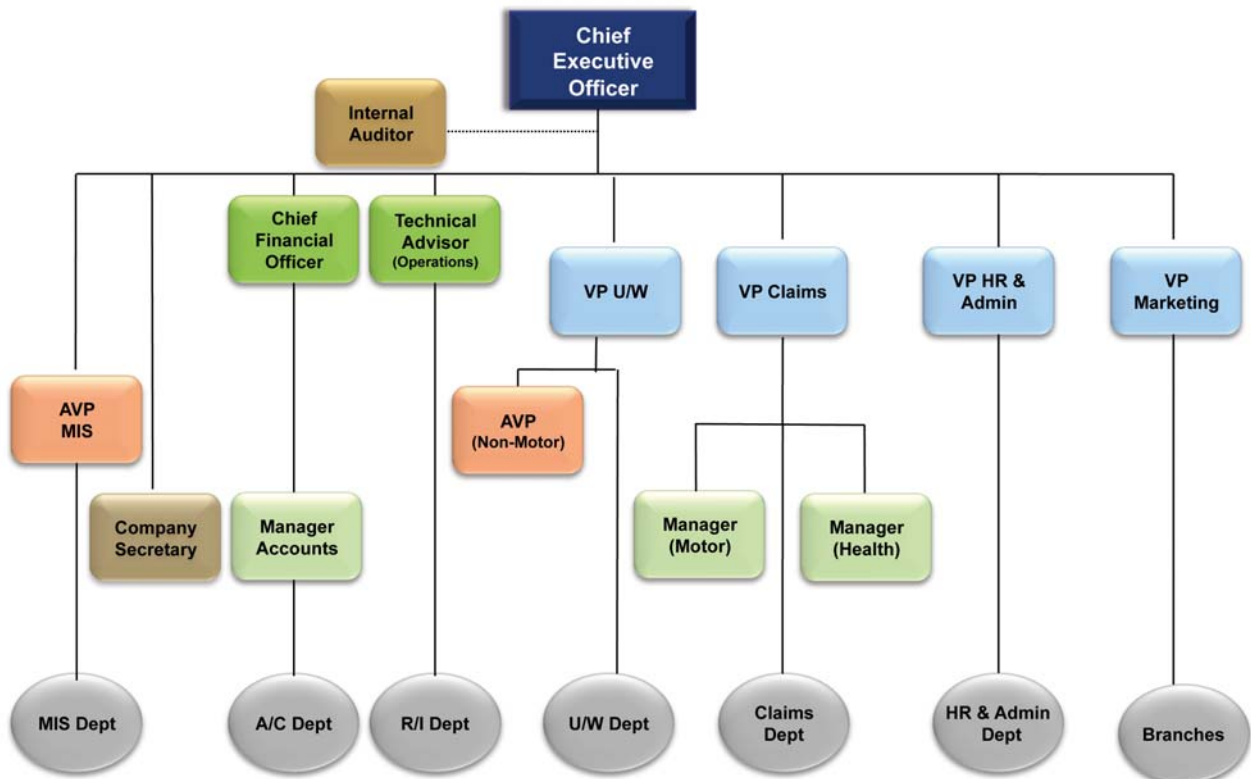 Chief
Executive
Officer
Internal
Auditor
Chief
Financial
Officer
Technical
Advisor
(Operations)
VP U/W
VP Claims
VP HR &
Admin
VP
Marketing
AVP
MIS
AVP
(Non-Motor)
Company
Secretary
Manager
Accounts
Manager
(Motor)
Manager
(Health)
MIS Dept
A/C Dept
R/I Dept
U/W Dept
Claims
Dept
HR & Admin
Dept
Branches